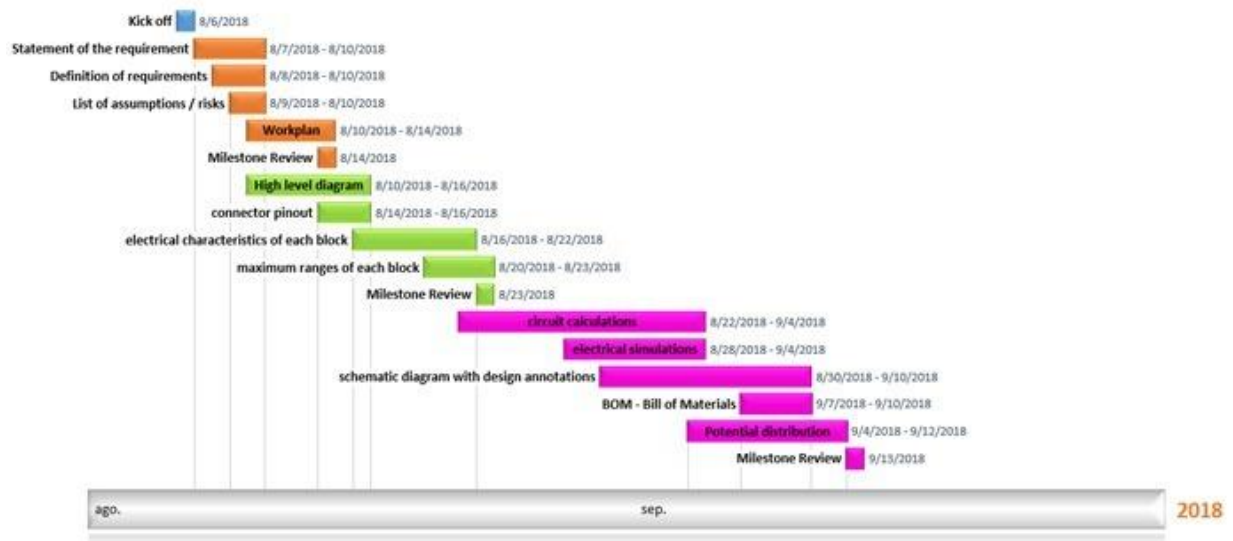 Kick off 8/6/2018
Statement of the requirement 8/7/2018 - 8/10/2018
Definition of requirements 8/8/2018 - 8/10/2018
List of assumptions / risks 8/9/2018 - 8/10/2018
Workplan 8/10/2018 - 8/14/2018
Milestone Review 8/14/2018
High level diagram 8/10/2018 - 8/16/2018
connector pinout 8/14/2018 - 8/16/2018
electrical characteristics of each block 8/16/2018 - 8/22/2018
maximum ranges of each block 8/20/2018 - 8/23/2018
Milestone Review 8/23/2018
circuit calculations 8/22/2018 - 9/4/2018
electrical simulations 8/28/2018 - 9/4/2018
schematic diagram with design annotations 8/30/2018 - 9/10/2018
BOM - Bill of Materials 9/7/2018 - 9/10/2018
Potential distribution 9/4/2018 - 9/12/2018
Milestone Review 9/13/2018
ago. sep. 2018